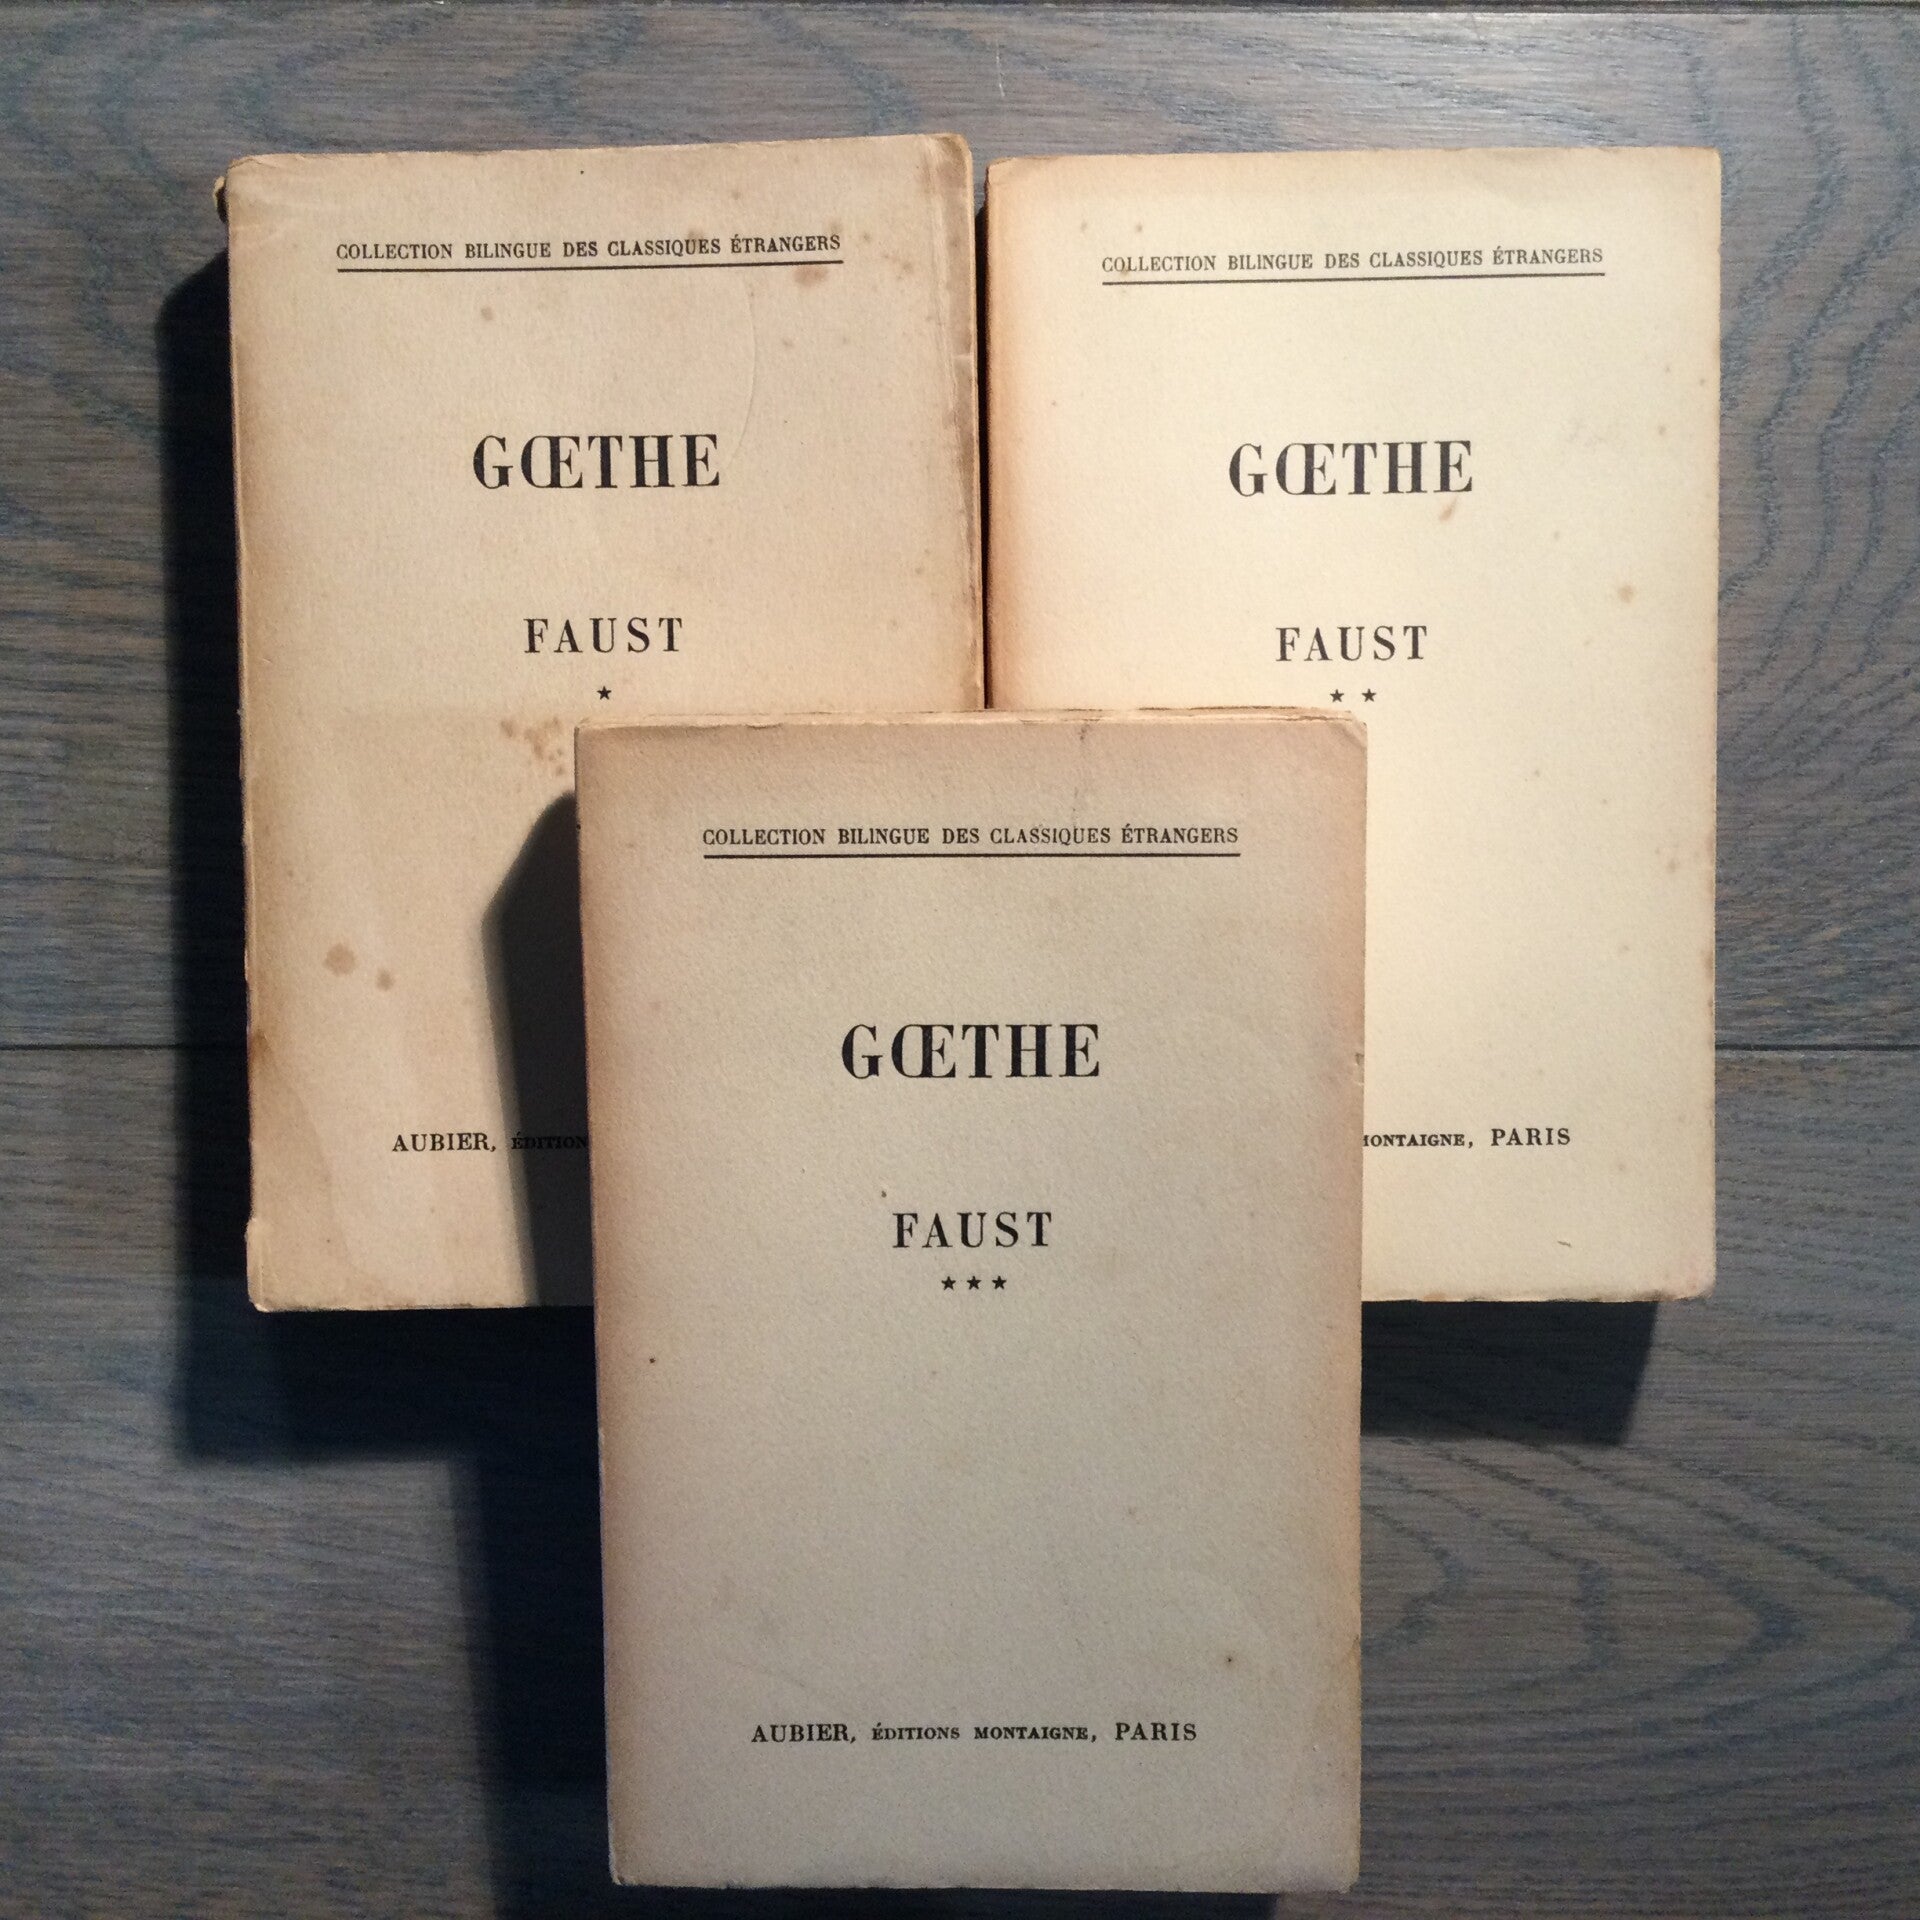 COLLECTION BILINGUE DES CLASSIQUES ÉTRANGERS
GŒTHE
FAUST
★
AUBIER, ÉDITION
COLLECTION BILINGUE DES CLASSIQUES ÉTRANGERS
GŒTHE
FAUST
★ ★
MONTAIGNE, PARIS
COLLECTION BILINGUE DES CLASSIQUES ÉTRANGERS
GŒTHE
FAUST
★ ★ ★
AUBIER, ÉDITIONS MONTAIGNE, PARIS